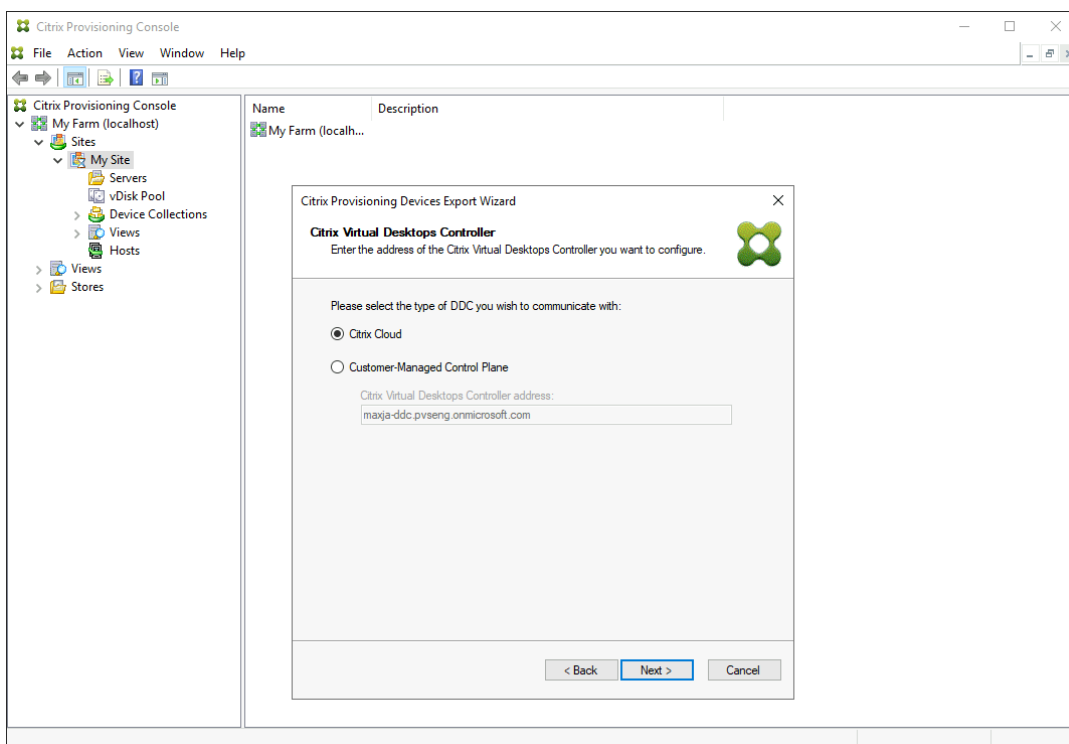 Citrix Provisioning Console
File Action View Window Help
Citrix Provisioning Console
My Farm (localhost)
Sites
My Site
Servers
vDisk Pool
Device Collections
Views
Hosts
Views
Stores
Name Description
My Farm (localh...
Citrix Provisioning Devices Export Wizard
Citrix Virtual Desktops Controller
Enter the address of the Citrix Virtual Desktops Controller you want to configure.
Please select the type of DDC you wish to communicate with:
Citrix Cloud
Customer-Managed Control Plane
Citrix Virtual Desktops Controller address:
maxja-ddc.pvseng.onmicrosoft.com
< Back Next > Cancel